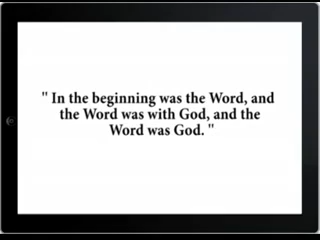 " In the beginning was the Word, and
the Word was with God, and the
Word was God. "